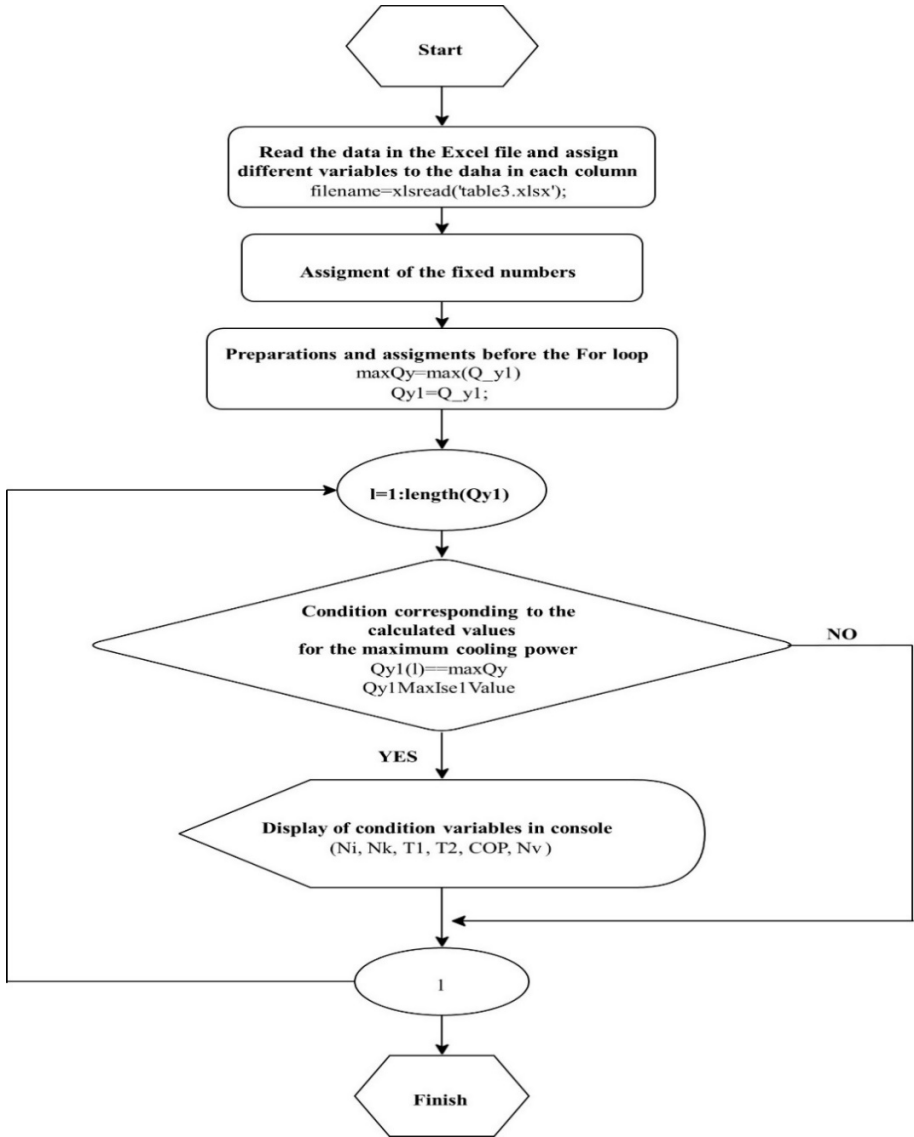 Start
Read the data in the Excel file and assign
different variables to the daha in each column
filename=xlsread('table3.xlsx');
Assigment of the fixed numbers
Preparations and assigments before the For loop
maxQy=max(Q_y1)
Qy1=Q_y1;
l=1:length(Qy1)
Condition corresponding to the
calculated values
for the maximum cooling power
Qy1(l)==maxQy
Qy1MaxIse1Value
NO
YES
Display of condition variables in console
(Ni, Nk, T1, T2, COP, Nv)
l
Finish